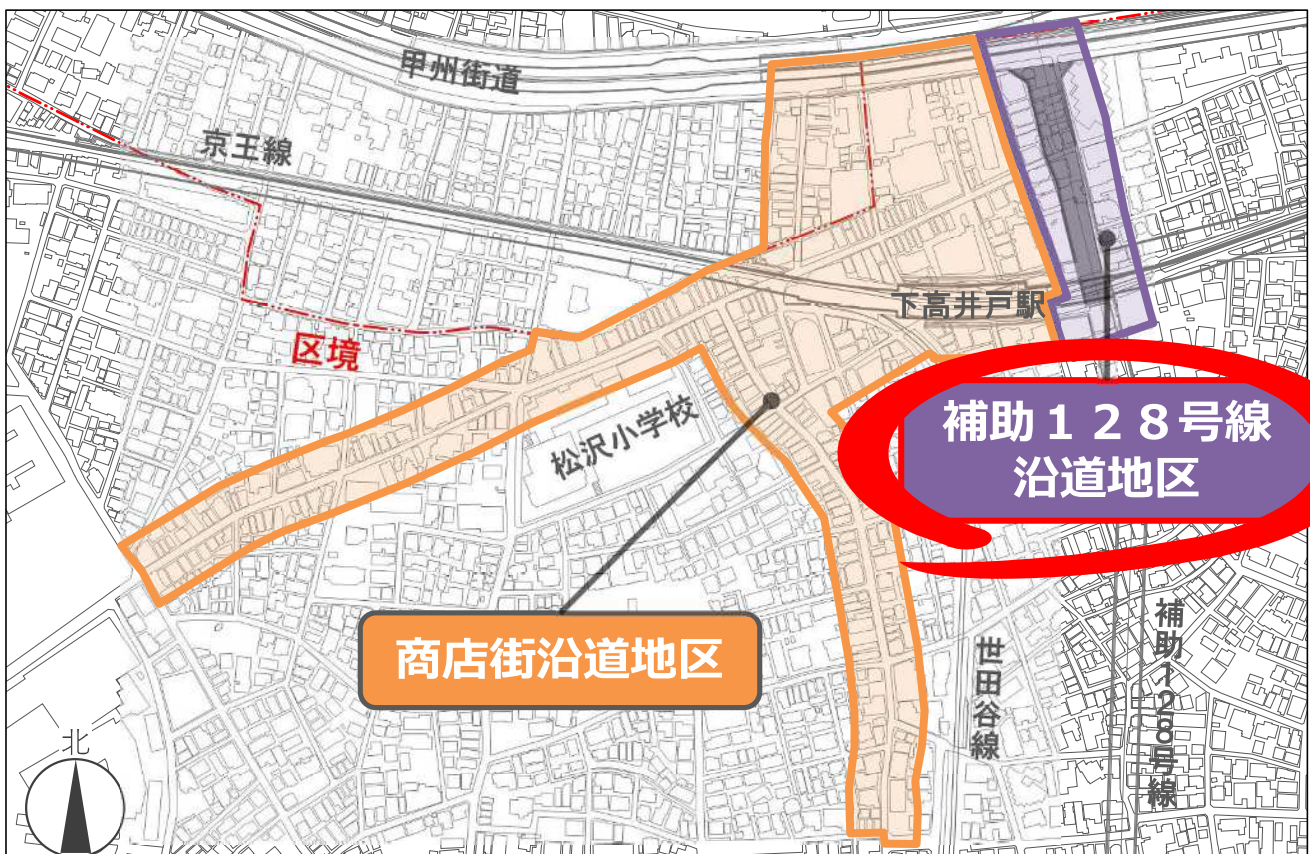 甲州街道
京王線
下高井戸駅
区境
補助１２８号線
沿道地区
松沢小学校
商店街沿道地区
世田谷線
補助128号線
北